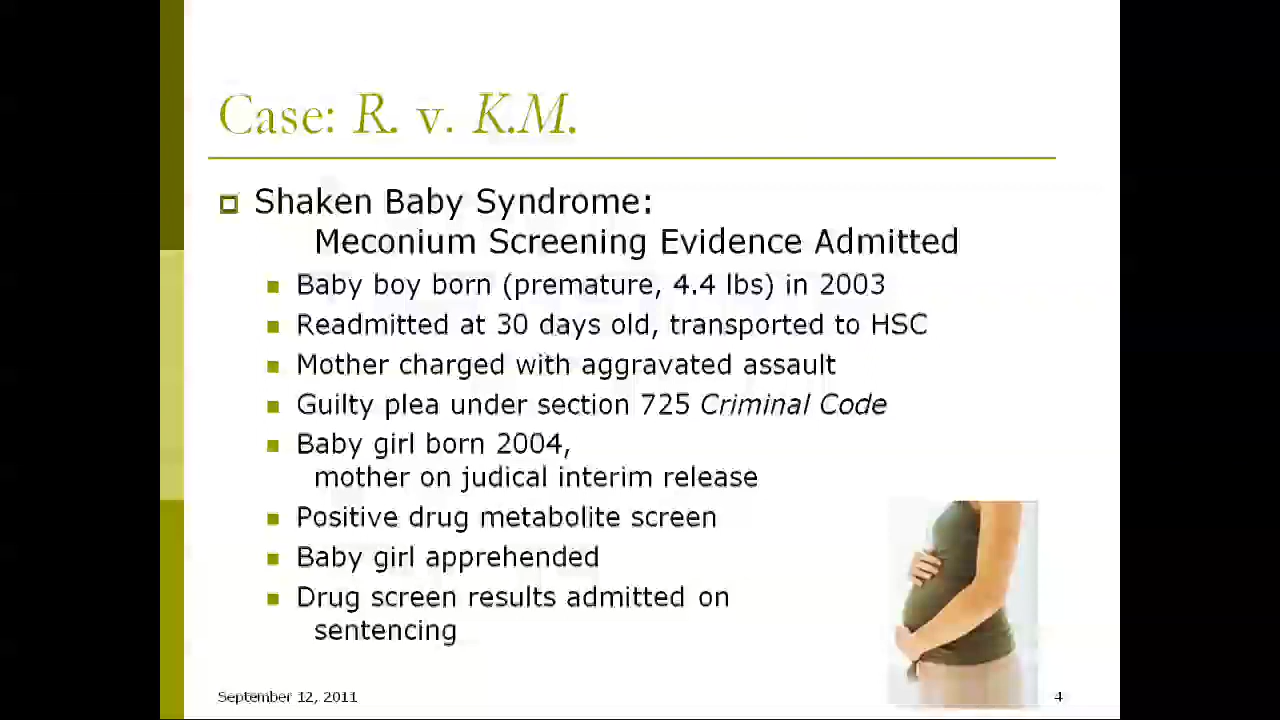 Case: R. v. K.M.
Shaken Baby Syndrome:
Meconium Screening Evidence Admitted
Baby boy born (premature, 4.4 lbs) in 2003
Readmitted at 30 days old, transported to HSC
Mother charged with aggravated assault
Guilty plea under section 725 Criminal Code
Baby girl born 2004,
mother on judical interim release
Positive drug metabolite screen
Baby girl apprehended
Drug screen results admitted on
sentencing
September 12, 2011
4